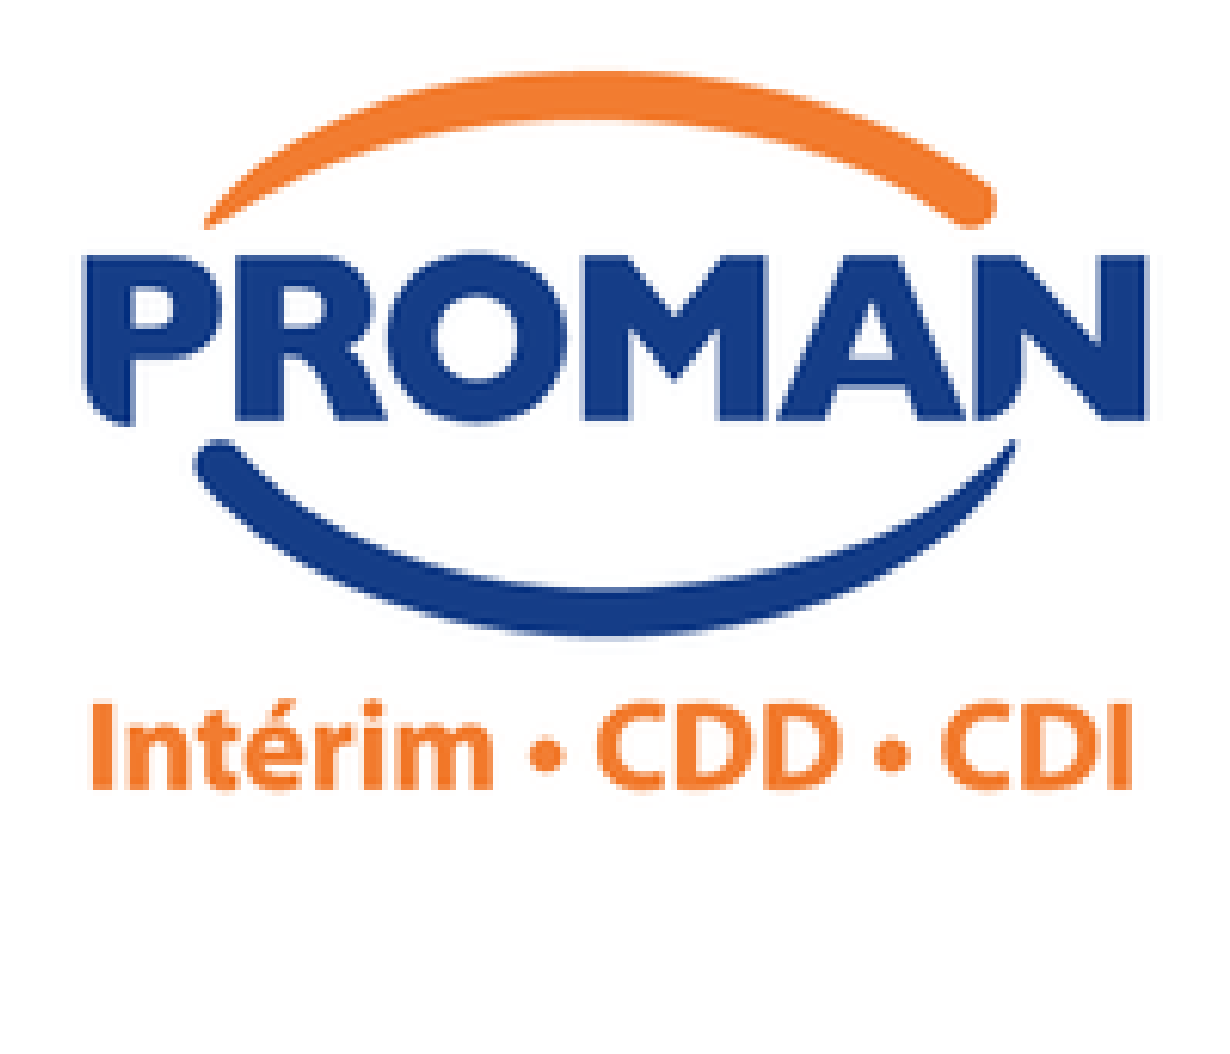 PROMAN
Intérim • CDD • CDI